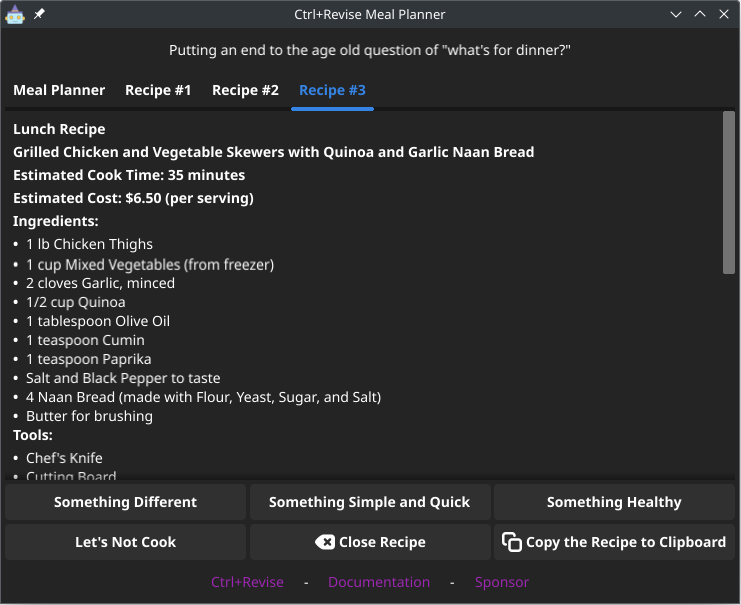 Ctrl+Revise Meal Planner
Putting an end to the age old question of "what's for dinner?"
Meal Planner Recipe #1 Recipe #2 Recipe #3
Lunch Recipe
Grilled Chicken and Vegetable Skewers with Quinoa and Garlic Naan Bread
Estimated Cook Time: 35 minutes
Estimated Cost: $6.50 (per serving)
Ingredients:
• 1 lb Chicken Thighs
• 1 cup Mixed Vegetables (from freezer)
• 2 cloves Garlic, minced
• 1/2 cup Quinoa
• 1 tablespoon Olive Oil
• 1 teaspoon Cumin
• 1 teaspoon Paprika
• Salt and Black Pepper to taste
• 4 Naan Bread (made with Flour, Yeast, Sugar, and Salt)
• Butter for brushing
Tools:
• Chef's Knife
• Cutting Board
Something Different Something Simple and Quick Something Healthy
Let's Not Cook Close Recipe Copy the Recipe to Clipboard
Ctrl+Revise - Documentation - Sponsor